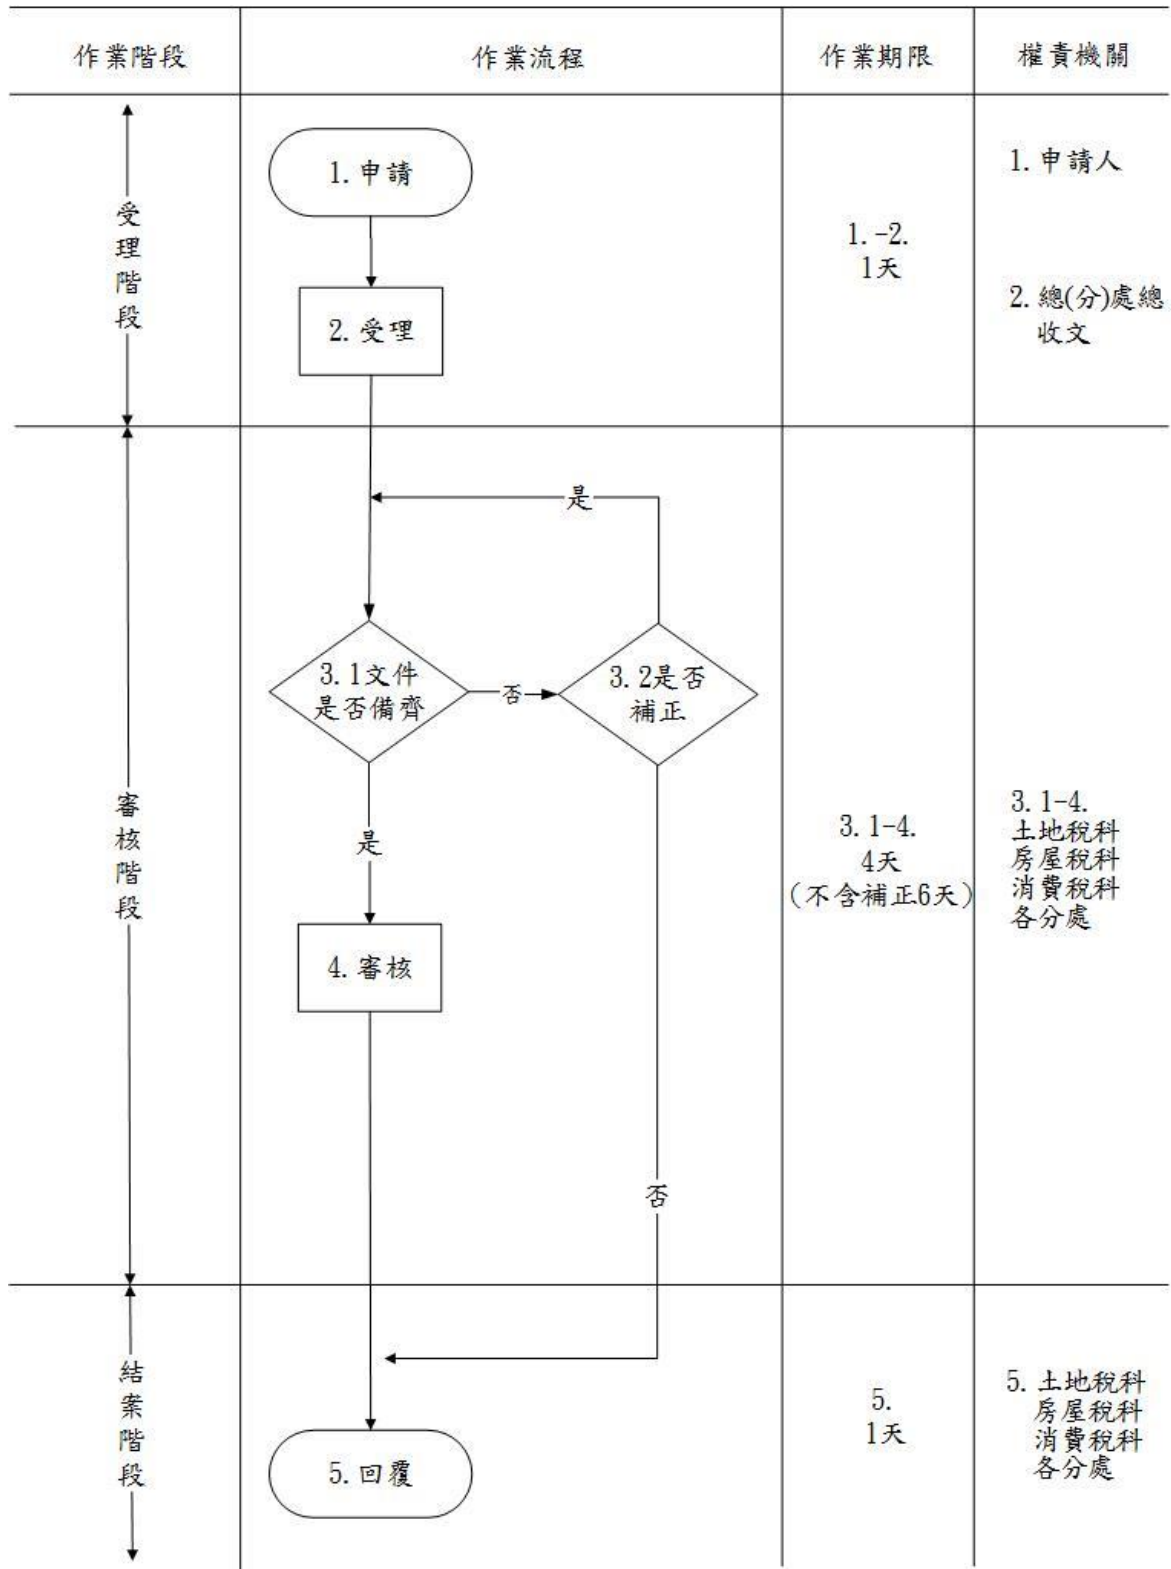 作業階段
作業流程
作業期限
權責機關
受理階段
1.申請
2.受理
1.-2.
1天
1.申請人
2.總(分)處總
收文
審核階段
是
3.1文件
是否備齊
否
3.2是否
補正
是
4.審核
否
3.1-4.
4天
(不含補正6天)
3.1-4.
土地稅科
房屋稅科
消費稅科
各分處
結案階段
5.回覆
5.
1天
5.土地稅科
房屋稅科
消費稅科
各分處